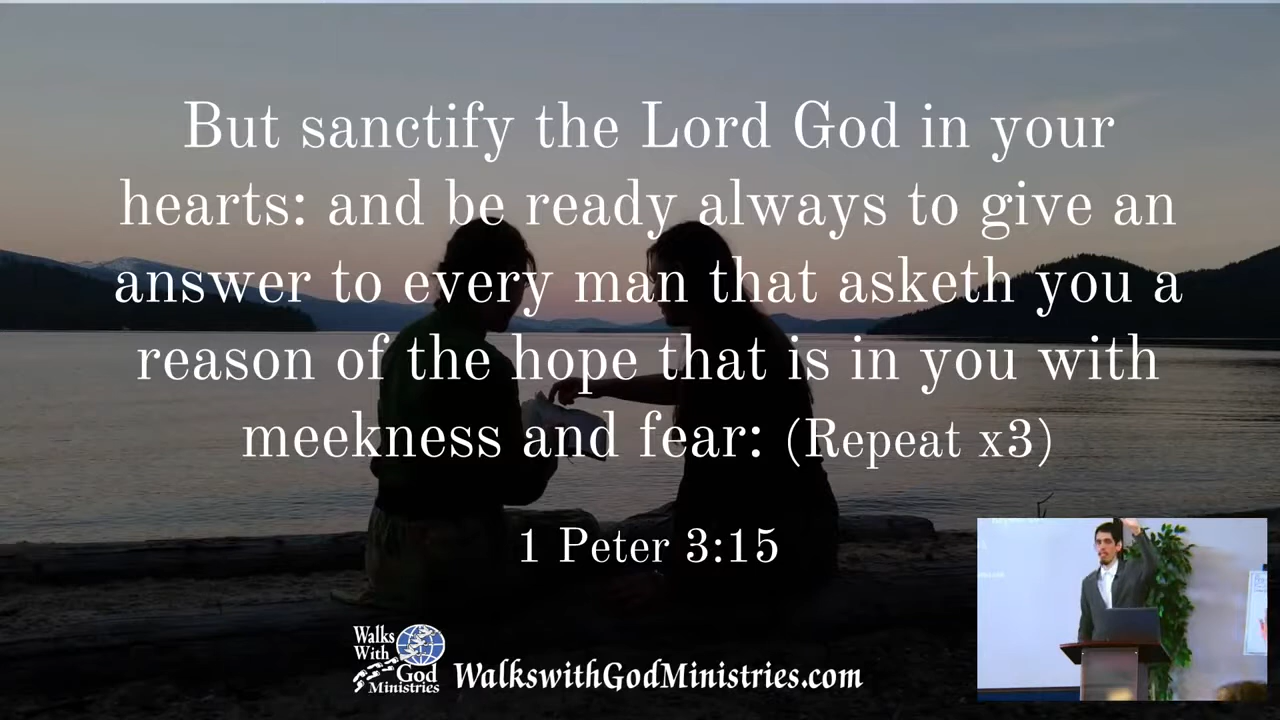 But sanctify the Lord God in your
hearts: and be ready always to give an
answer to every man that asketh you a
reason of the hope that is in you with
meekness and fear: (Repeat x3)
1 Peter 3:15
Walks
With
God
Ministries
WalkswithGodMinistries.com